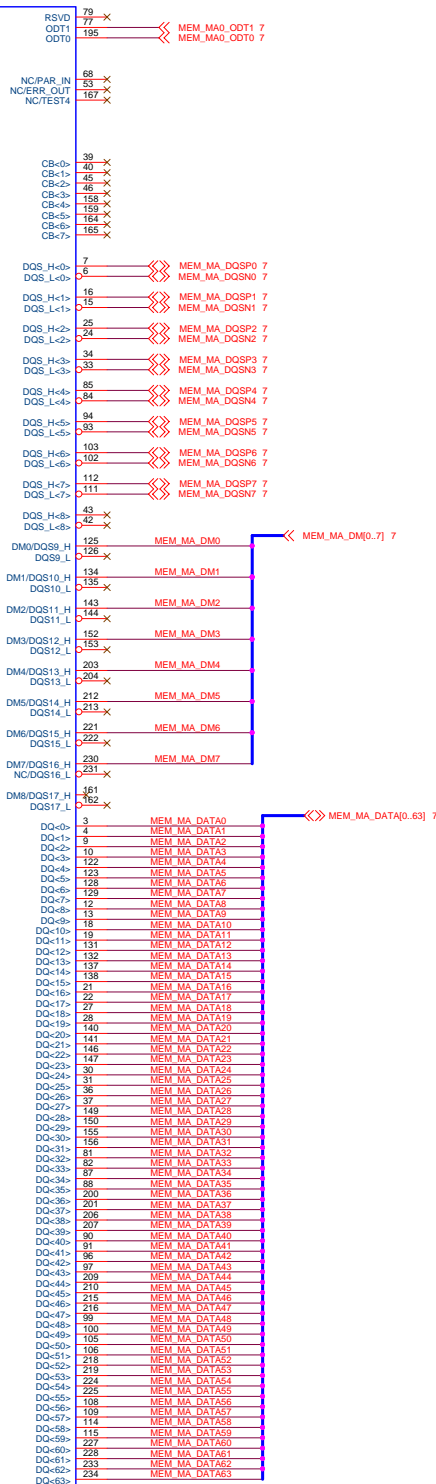 RSVD 79
ODT1 77 MEM_MA0_ODT1 7
ODT0 195 MEM_MA0_ODT0 7
NC/PAR_IN 68
NC/ERR_OUT 53
NC/TEST4 167
CB<0> 39
CB<1> 40
CB<2> 45
CB<3> 46
CB<4> 158
CB<5> 159
CB<6> 164
CB<7> 165
DQS_H<0> 7 MEM_MA_DQSP0 7
DQS_L<0> 6 MEM_MA_DQSN0 7
DQS_H<1> 16 MEM_MA_DQSP1 7
DQS_L<1> 15 MEM_MA_DQSN1 7
DQS_H<2> 25 MEM_MA_DQSP2 7
DQS_L<2> 24 MEM_MA_DQSN2 7
DQS_H<3> 34 MEM_MA_DQSP3 7
DQS_L<3> 33 MEM_MA_DQSN3 7
DQS_H<4> 85 MEM_MA_DQSP4 7
DQS_L<4> 84 MEM_MA_DQSN4 7
DQS_H<5> 94 MEM_MA_DQSP5 7
DQS_L<5> 93 MEM_MA_DQSN5 7
DQS_H<6> 103 MEM_MA_DQSP6 7
DQS_L<6> 102 MEM_MA_DQSN6 7
DQS_H<7> 112 MEM_MA_DQSP7 7
DQS_L<7> 111 MEM_MA_DQSN7 7
DQS_H<8> 43
DQS_L<8> 42
MEM_MA_DM[0..7] 7
DM0/DQS9_H 125 MEM_MA_DM0
DQS9_L 126
DM1/DQS10_H 134 MEM_MA_DM1
DQS10_L 135
DM2/DQS11_H 143 MEM_MA_DM2
DQS11_L 144
DM3/DQS12_H 152 MEM_MA_DM3
DQS12_L 153
DM4/DQS13_H 203 MEM_MA_DM4
DQS13_L 204
DM5/DQS14_H 212 MEM_MA_DM5
DQS14_L 213
DM6/DQS15_H 221 MEM_MA_DM6
DQS15_L 222
DM7/DQS16_H 230 MEM_MA_DM7
NC/DQS16_L 231
DM8/DQS17_H 161
DQS17_L 162
MEM_MA_DATA[0..63] 7
DQ<0> 3 MEM_MA_DATA0
DQ<1> 4 MEM_MA_DATA1
DQ<2> 9 MEM_MA_DATA2
DQ<3> 10 MEM_MA_DATA3
DQ<4> 122 MEM_MA_DATA4
DQ<5> 123 MEM_MA_DATA5
DQ<6> 128 MEM_MA_DATA6
DQ<7> 129 MEM_MA_DATA7
DQ<8> 12 MEM_MA_DATA8
DQ<9> 13 MEM_MA_DATA9
DQ<10> 18 MEM_MA_DATA10
DQ<11> 19 MEM_MA_DATA11
DQ<12> 131 MEM_MA_DATA12
DQ<13> 132 MEM_MA_DATA13
DQ<14> 137 MEM_MA_DATA14
DQ<15> 138 MEM_MA_DATA15
DQ<16> 21 MEM_MA_DATA16
DQ<17> 22 MEM_MA_DATA17
DQ<18> 27 MEM_MA_DATA18
DQ<19> 28 MEM_MA_DATA19
DQ<20> 140 MEM_MA_DATA20
DQ<21> 141 MEM_MA_DATA21
DQ<22> 146 MEM_MA_DATA22
DQ<23> 147 MEM_MA_DATA23
DQ<24> 30 MEM_MA_DATA24
DQ<25> 31 MEM_MA_DATA25
DQ<26> 36 MEM_MA_DATA26
DQ<27> 37 MEM_MA_DATA27
DQ<28> 149 MEM_MA_DATA28
DQ<29> 150 MEM_MA_DATA29
DQ<30> 155 MEM_MA_DATA30
DQ<31> 156 MEM_MA_DATA31
DQ<32> 81 MEM_MA_DATA32
DQ<33> 82 MEM_MA_DATA33
DQ<34> 87 MEM_MA_DATA34
DQ<35> 88 MEM_MA_DATA35
DQ<36> 200 MEM_MA_DATA36
DQ<37> 201 MEM_MA_DATA37
DQ<38> 206 MEM_MA_DATA38
DQ<39> 207 MEM_MA_DATA39
DQ<40> 90 MEM_MA_DATA40
DQ<41> 91 MEM_MA_DATA41
DQ<42> 96 MEM_MA_DATA42
DQ<43> 97 MEM_MA_DATA43
DQ<44> 209 MEM_MA_DATA44
DQ<45> 210 MEM_MA_DATA45
DQ<46> 215 MEM_MA_DATA46
DQ<47> 216 MEM_MA_DATA47
DQ<48> 99 MEM_MA_DATA48
DQ<49> 100 MEM_MA_DATA49
DQ<50> 105 MEM_MA_DATA50
DQ<51> 106 MEM_MA_DATA51
DQ<52> 218 MEM_MA_DATA52
DQ<53> 219 MEM_MA_DATA53
DQ<54> 224 MEM_MA_DATA54
DQ<55> 225 MEM_MA_DATA55
DQ<56> 108 MEM_MA_DATA56
DQ<57> 109 MEM_MA_DATA57
DQ<58> 114 MEM_MA_DATA58
DQ<59> 115 MEM_MA_DATA59
DQ<60> 227 MEM_MA_DATA60
DQ<61> 228 MEM_MA_DATA61
DQ<62> 233 MEM_MA_DATA62
DQ<63> 234 MEM_MA_DATA63